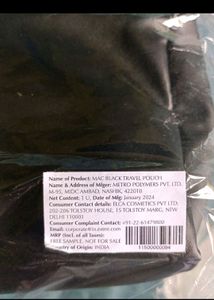 Name of Product: MAC BLACK TRAVEL POUCH
Name & Address of Mfger: METRO POLYMERS PVT. LTD.
M-95, MIDC AMBAD, NASHIK, 422010
Net Content: 1 U, Mfg Date: January 2024
Consumer Contact details: ELCA COSMETICS PVT LTD,
202-206 TOLSTOY HOUSE, 15 TOLSTOY MARG, NEW
DELHI 110001
Consumer Complaint Contact: +91-22-61479800
Email:
MRP (Incl. of all Taxes):
FREE SAMPLE, NOT FOR SALE
Country of Origin: INDIA